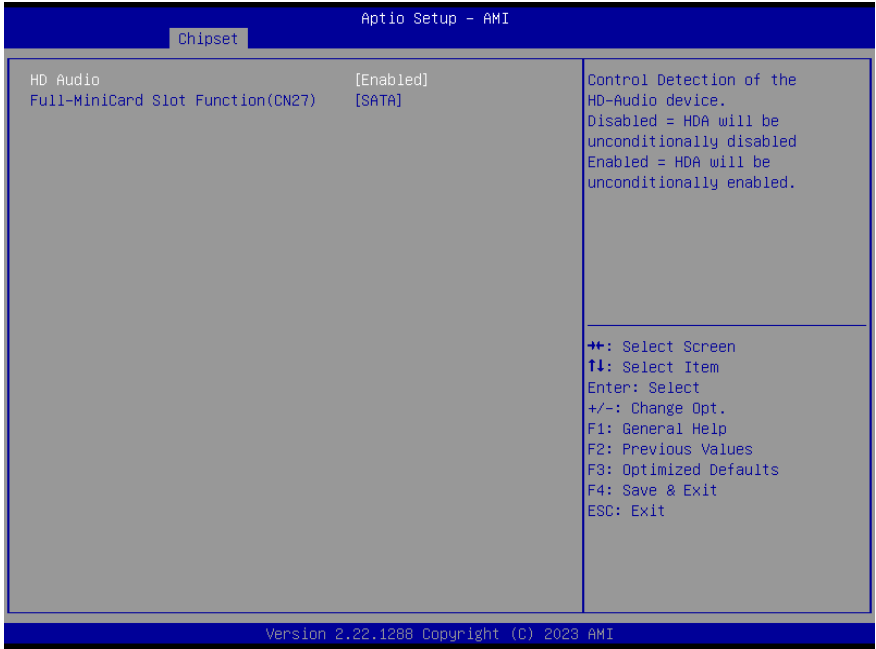 Aptio Setup – AMI
Chipset
HD Audio [Enabled]
Full-MiniCard Slot Function(CN27) [SATA]
Control Detection of the
HD-Audio device.
Disabled = HDA will be
unconditionally disabled
Enabled = HDA will be
unconditionally enabled.
→←: Select Screen
↑↓: Select Item
Enter: Select
+/-: Change Opt.
F1: General Help
F2: Previous Values
F3: Optimized Defaults
F4: Save & Exit
ESC: Exit
Version 2.22.1288 Copyright (C) 2023 AMI